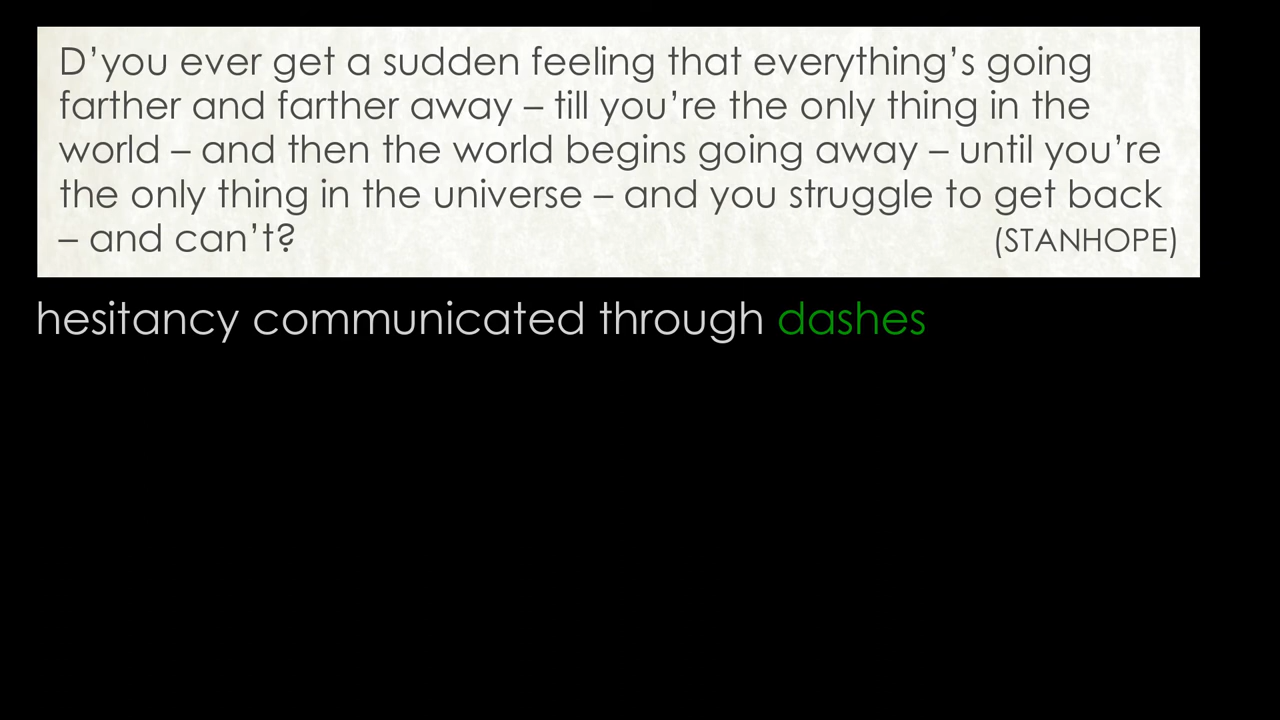 D’you ever get a sudden feeling that everything’s going
farther and farther away – till you’re the only thing in the
world – and then the world begins going away – until you’re
the only thing in the universe – and you struggle to get back
– and can’t? (STANHOPE)
hesitancy communicated through dashes